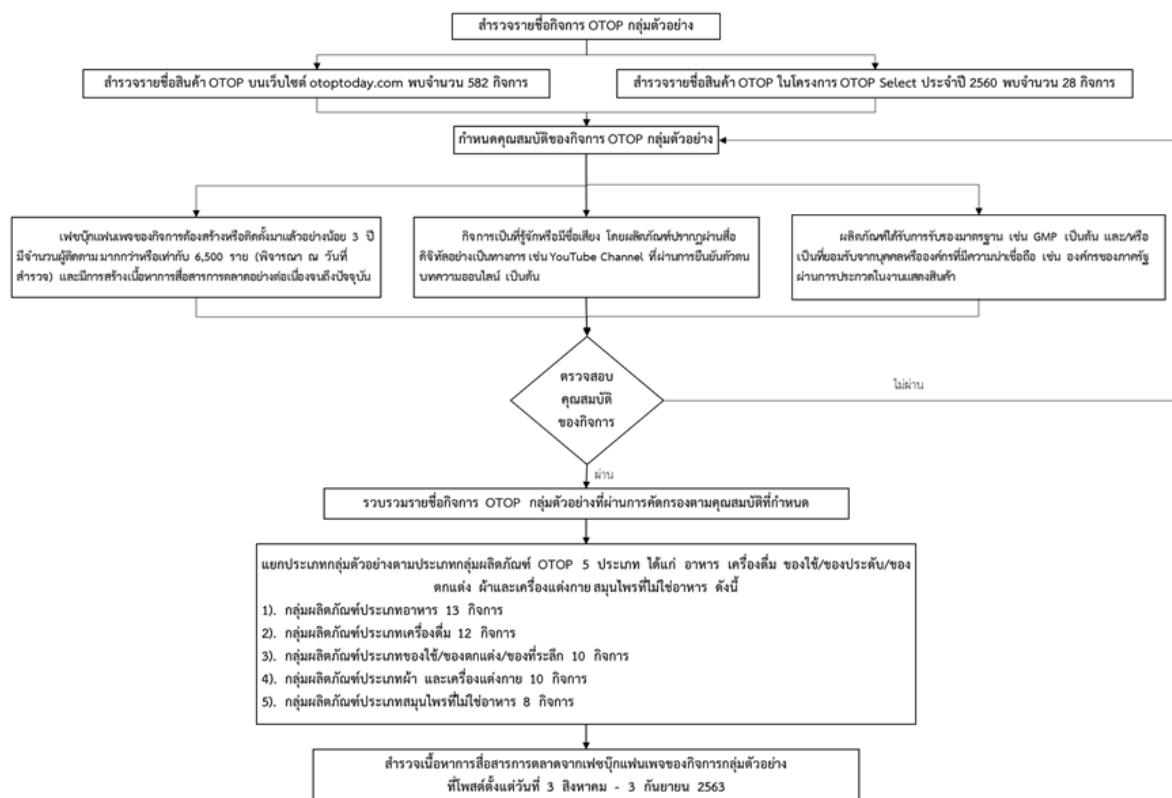 สำรวจรายชื่อกิจการ OTOP กลุ่มตัวอย่าง
สำรวจรายชื่อสินค้า OTOP บนเว็บไซต์ otoptoday.com พบจำนวน 582 กิจการ
สำรวจรายชื่อสินค้า OTOP ในโครงการ OTOP Select ประจำปี 2560 พบจำนวน 28 กิจการ
กำหนดคุณสมบัติของกิจการ OTOP กลุ่มตัวอย่าง
เฟซบุ๊กแฟนเพจของกิจการต้องสร้างหรือติดตั้งมาแล้วอย่างน้อย 3 ปี
มีจำนวนผู้ติดตาม มากกว่าหรือเท่ากับ 6,500 ราย (พิจารณา ณ วันที่
สำรวจ) และมีการสร้างเนื้อหาการสื่อสารการตลาดอย่างต่อเนื่องจนถึงปัจจุบัน
กิจการเป็นที่รู้จักหรือมีชื่อเสียง โดยผลิตภัณฑ์ปรากฏผ่านสื่อ
ดิจิทัลอย่างเป็นทางการ เช่น YouTube Channel ที่ผ่านการยืนยันตัวตน
บทความออนไลน์ เป็นต้น
ผลิตภัณฑ์ได้รับการรับรองมาตรฐาน เช่น GMP เป็นต้น และ/หรือ
เป็นที่ยอมรับจากบุคคลหรือองค์กรที่มีความน่าเชื่อถือ เช่น องค์กรของภาครัฐ
ผ่านการประกวดในงานแสดงสินค้า
ตรวจสอบ
คุณสมบัติ
ของกิจการ
ไม่ผ่าน
ผ่าน
รวบรวมรายชื่อกิจการ OTOP กลุ่มตัวอย่างที่ผ่านการคัดกรองตามคุณสมบัติที่กำหนด
แยกประเภทกลุ่มตัวอย่างตามประเภทกลุ่มผลิตภัณฑ์ OTOP 5 ประเภท ได้แก่ อาหาร เครื่องดื่ม ของใช้/ของประดับ/ของ
ตกแต่ง ผ้าและเครื่องแต่งกาย สมุนไพรที่ไม่ใช่อาหาร ดังนี้
1). กลุ่มผลิตภัณฑ์ประเภทอาหาร 13 กิจการ
2). กลุ่มผลิตภัณฑ์ประเภทเครื่องดื่ม 12 กิจการ
3). กลุ่มผลิตภัณฑ์ประเภทของใช้/ของตกแต่ง/ของที่ระลึก 10 กิจการ
4). กลุ่มผลิตภัณฑ์ประเภทผ้า และเครื่องแต่งกาย 10 กิจการ
5). กลุ่มผลิตภัณฑ์ประเภทสมุนไพรที่ไม่ใช่อาหาร 8 กิจการ
สำรวจเนื้อหาการสื่อสารการตลาดจากเฟซบุ๊กแฟนเพจของกิจการกลุ่มตัวอย่าง
ที่โพสต์ตั้งแต่วันที่ 3 สิงหาคม - 3 กันยายน 2563